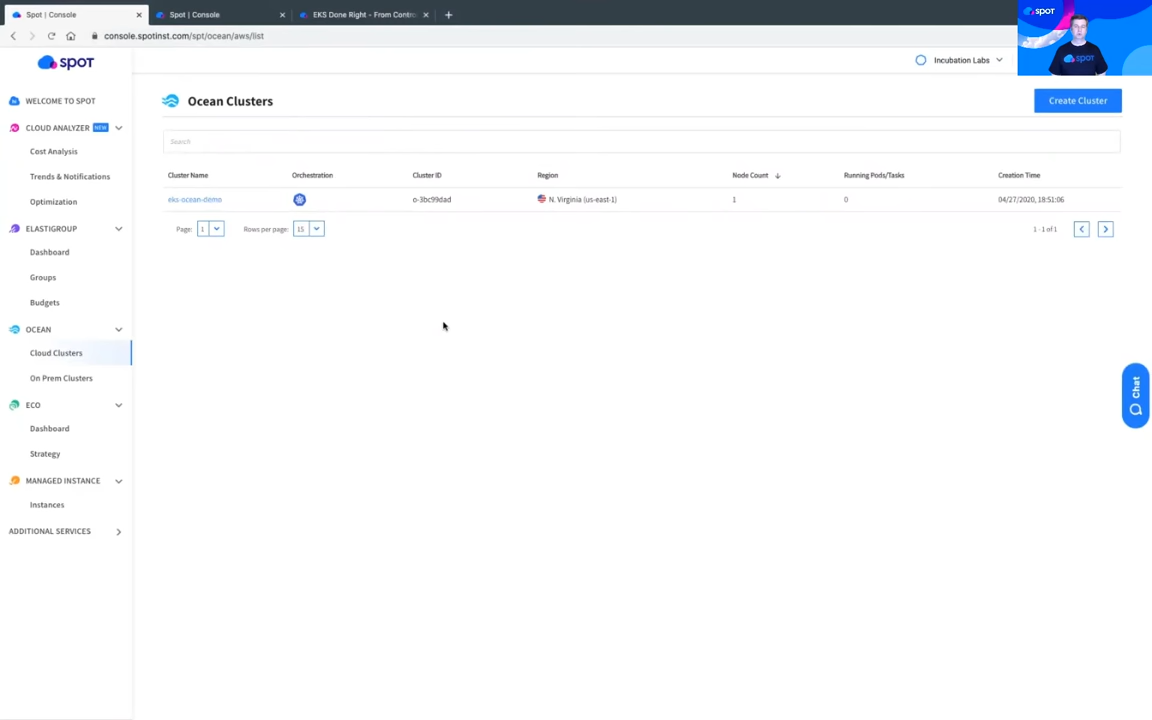 Spot | Console
Spot | Console
EKS Done Right - From Contro
console.spotinst.com/spt/ocean/aws/list
spot
spot
spot
Incubation Labs
WELCOME TO SPOT
CLOUD ANALYZER NEW
Cost Analysis
Trends & Notifications
Optimization
ELASTIGROUP
Dashboard
Groups
Budgets
OCEAN
Cloud Clusters
On Prem Clusters
ECO
Dashboard
Strategy
MANAGED INSTANCE
Instances
ADDITIONAL SERVICES
Ocean Clusters
Create Cluster
Search
Cluster Name Orchestration Cluster ID Region Node Count Running Pods/Tasks Creation Time
eks-ocean-demo o-3bc99dad N. Virginia (us-east-1) 1 0 04/27/2020, 18:51:06
Page: 1 Rows per page: 15 1 - 1 of 1
Chat